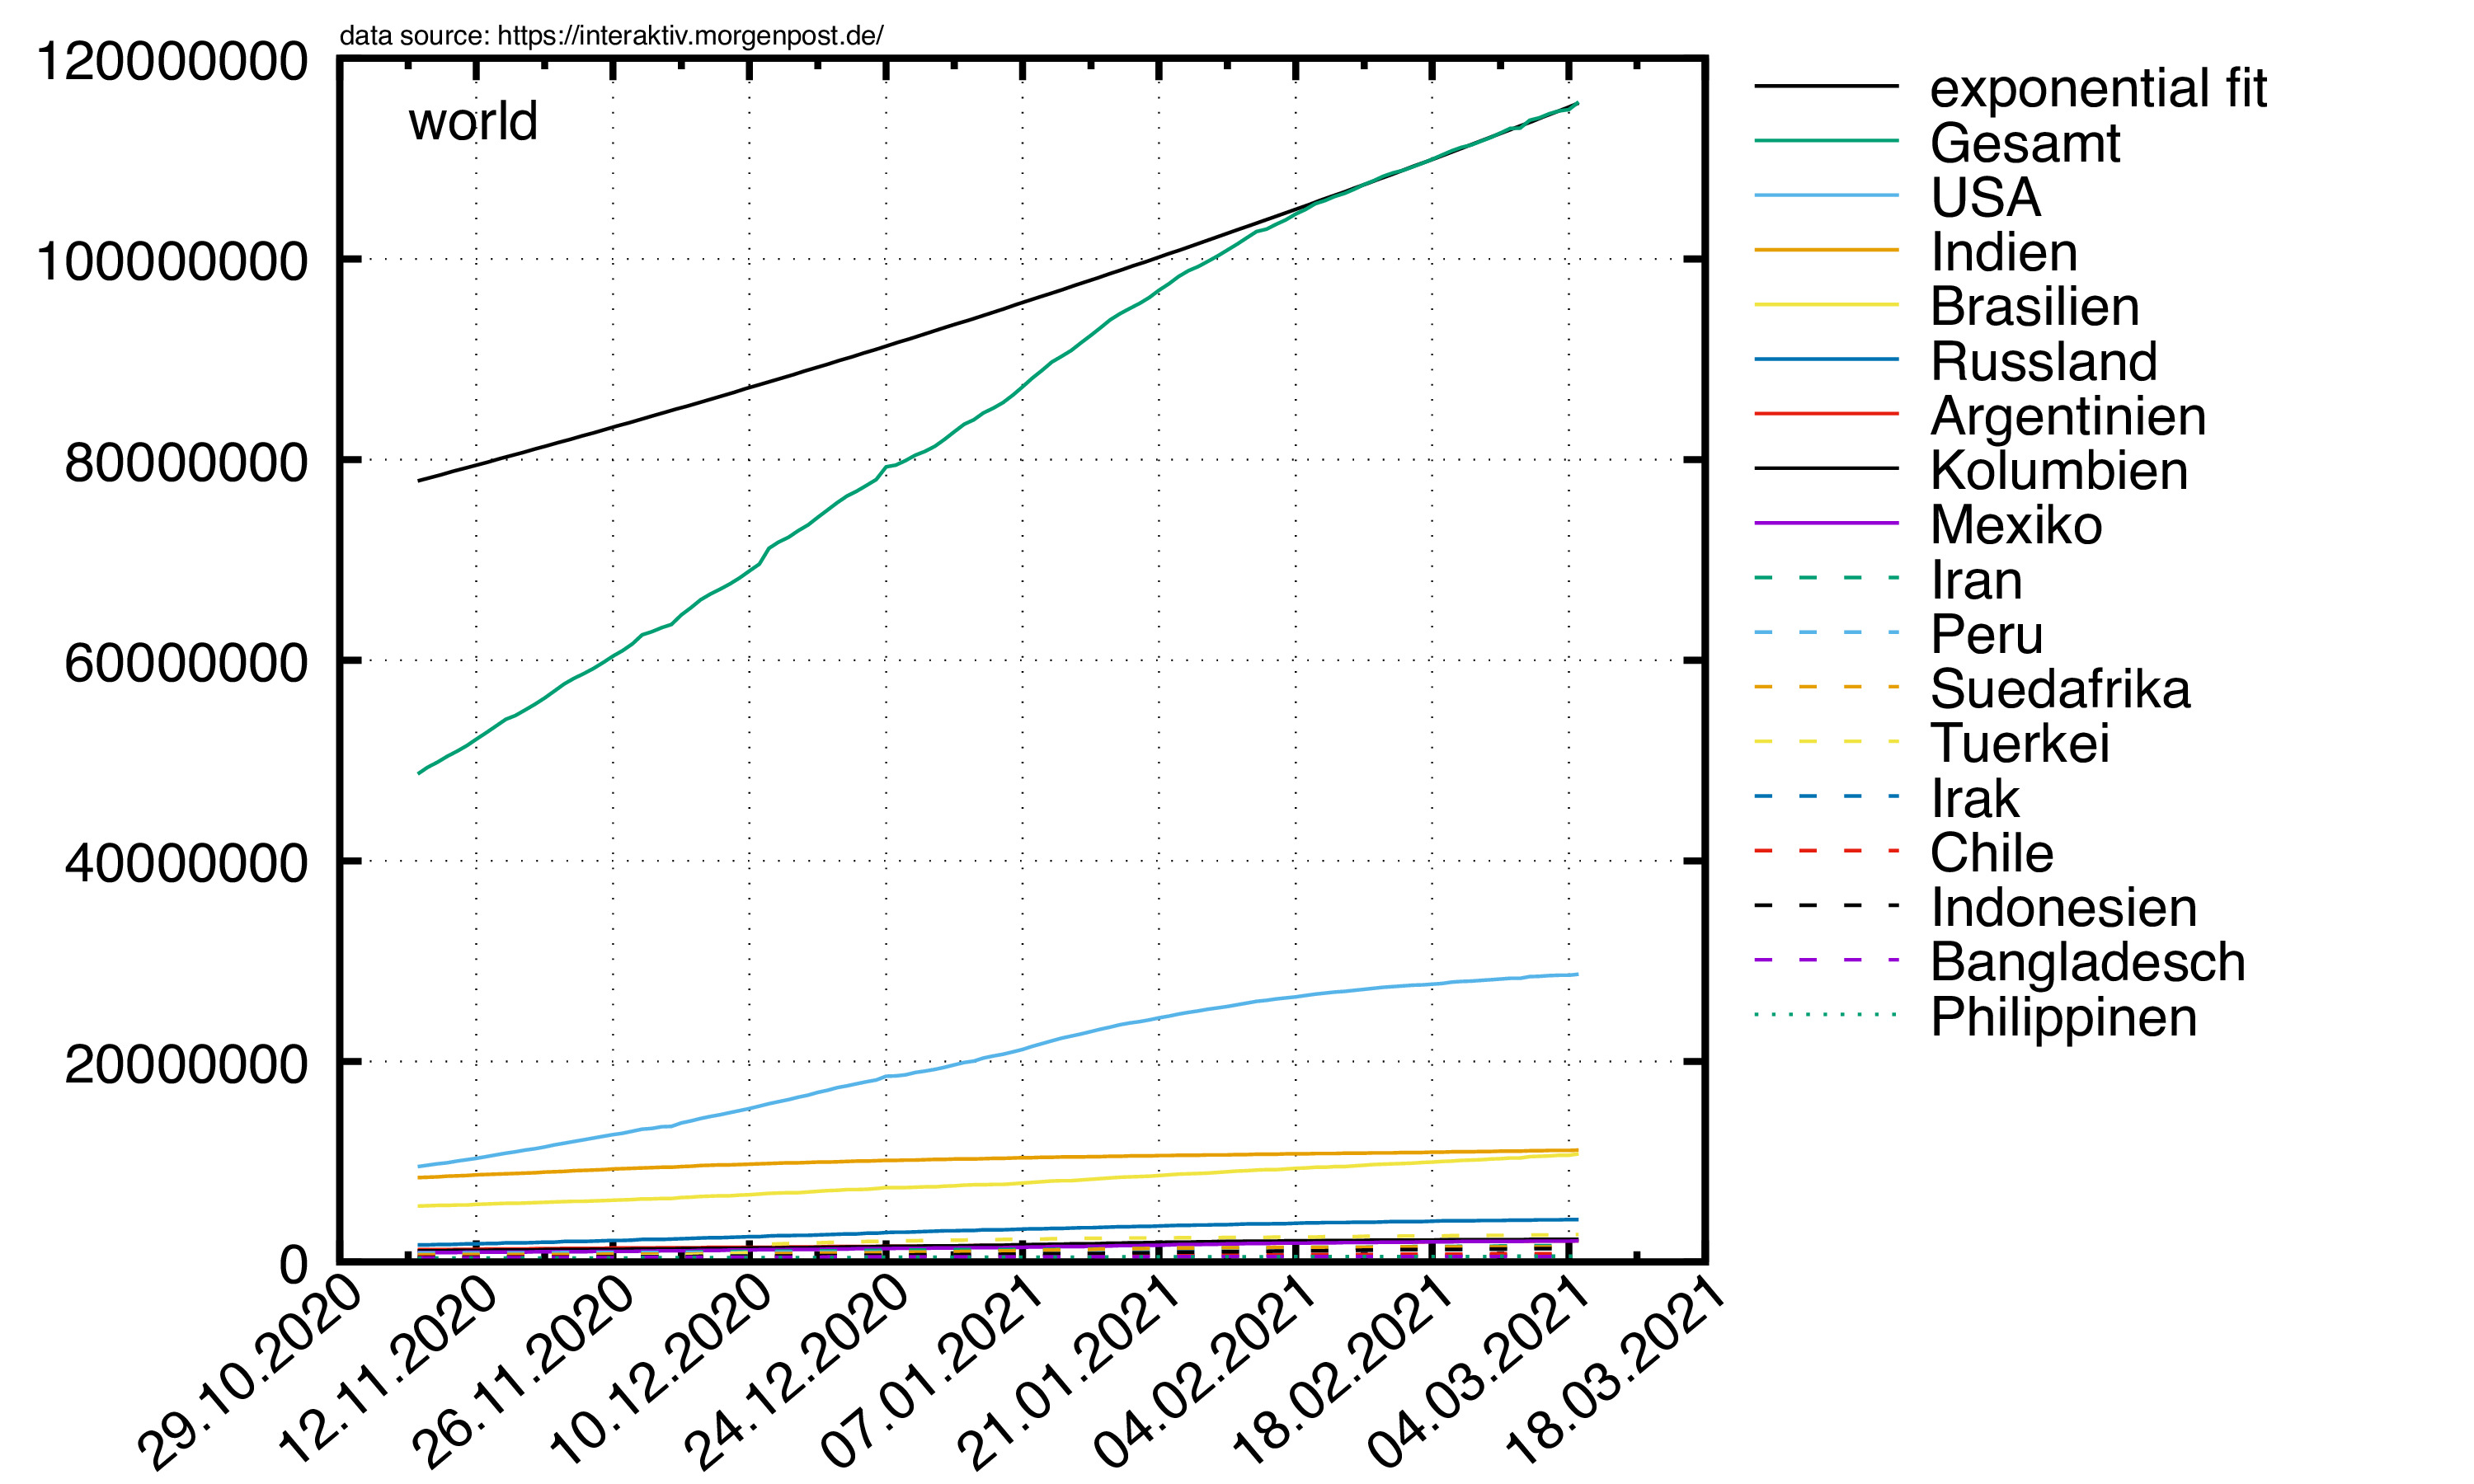 data source: https://interaktiv.morgenpost.de/
world
120000000
100000000
80000000
60000000
40000000
20000000
0
29.10.2020
12.11.2020
26.11.2020
10.12.2020
24.12.2020
07.01.2021
21.01.2021
04.02.2021
18.02.2021
04.03.2021
18.03.2021
exponential fit
Gesamt
USA
Indien
Brasilien
Russland
Argentinien
Kolumbien
Mexiko
Iran
Peru
Suedafrika
Tuerkei
Irak
Chile
Indonesien
Bangladesch
Philippinen